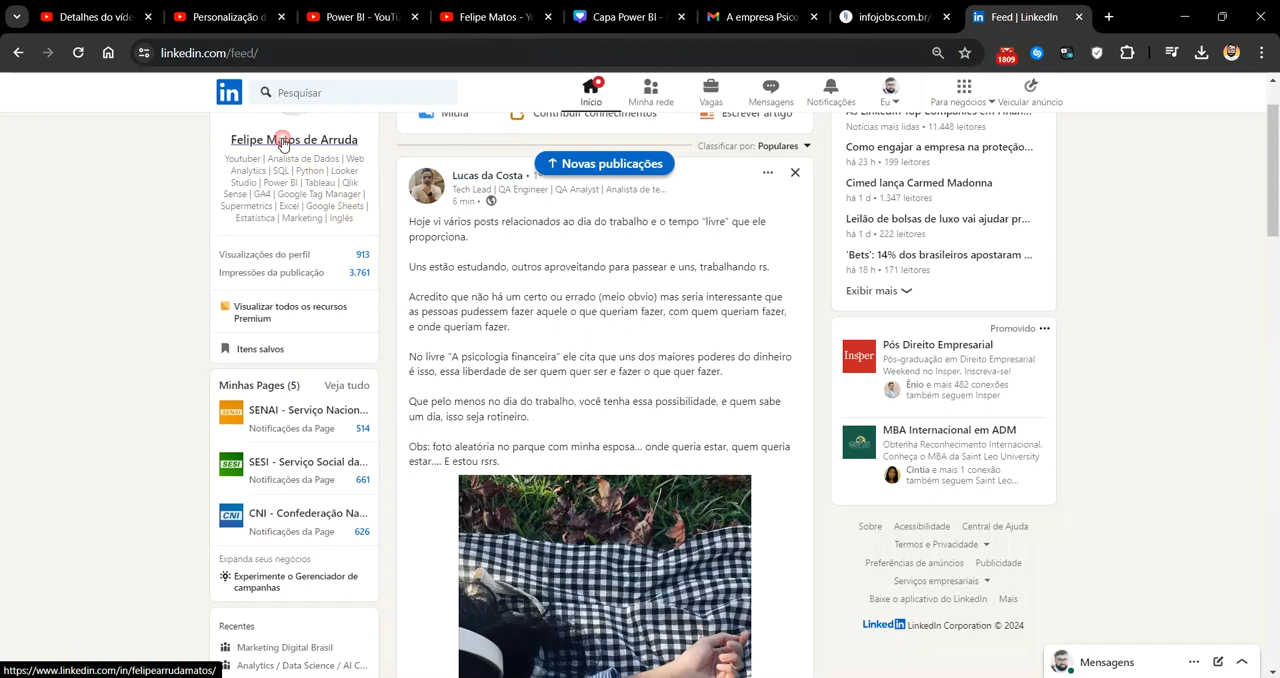 Detalhes do víde
Personalização d
Power BI - YouTu
Felipe Matos - Yo
Capa Power BI -
A empresa Psico
infojobs.com.br/
Feed | LinkedIn
linkedin.com/feed/
1809
in
Pesquisar
Início
Minha rede
Vagas
Mensagens
Notificações
Eu
Para negócios
Veicular anúncio
Felipe Matos de Arruda
Youtuber | Analista de Dados | Web
Analytics | SQL | Python | Looker
Studio | Power BI | Tableau | Qlik
Sense | GA4 | Google Tag Manager |
Supermetrics | Excel | Google Sheets |
Estatística | Marketing | Inglês
Visualizações do perfil 913
Impressões da publicação 3.761
Visualizar todos os recursos
Premium
Itens salvos
Minhas Pages (5) Veja tudo
SENAI
SENAI - Serviço Nacion...
Notificações da Page 514
SESI
SESI - Serviço Social da...
Notificações da Page 661
CNI
CNI - Confederação Na...
Notificações da Page 626
Expanda seus negócios
Experimente o Gerenciador de
campanhas
Recentes
Marketing Digital Brasil
Analytics / Data Science / AI C...
https://www.linkedin.com/in/felipearrudamatos/
Mídia
Contribuir conhecimentos
Escrever artigo
Classificar por: Populares
↑ Novas publicações
Lucas da Costa •
Tech Lead | QA Engineer | QA Analyst | Analista de te...
6 min •
Hoje vi vários posts relacionados ao dia do trabalho e o tempo “livre” que ele
proporciona.
Uns estão estudando, outros aproveitando para passear e uns, trabalhando rs.
Acredito que não há um certo ou errado (meio obvio) mas seria interessante que
as pessoas pudessem fazer aquele o que queriam fazer, com quem queriam fazer,
e onde queriam fazer.
No livre “A psicologia financeira” ele cita que uns dos maiores poderes do dinheiro
é isso, essa liberdade de ser quem quer ser e fazer o que quer fazer.
Que pelo menos no dia do trabalho, você tenha essa possibilidade, e quem sabe
um dia, isso seja rotineiro.
Obs: foto aleatória no parque com minha esposa... onde queria estar, quem queria
estar.... E estou rsrs.
As LinkedIn Top Companies em Finan...
Notícias mais lidas • 11.448 leitores
Como engajar a empresa na proteção...
há 23 h • 199 leitores
Cimed lança Carmed Madonna
há 1 d • 1.347 leitores
Leilão de bolsas de luxo vai ajudar pr...
há 1 d • 222 leitores
'Bets': 14% dos brasileiros apostaram ...
há 18 h • 171 leitores
Exibir mais
Promovido
Insper
Pós Direito Empresarial
Pós-graduação em Direito Empresarial
Weekend no Insper. Inscreva-se!
Ênio e mais 482 conexões
também seguem Insper
MBA Internacional em ADM
Obtenha Reconhecimento Internacional.
Conheça o MBA da Saint Leo University
Cintia e mais 1 conexão
também seguem Saint Leo...
Sobre Acessibilidade Central de Ajuda
Termos e Privacidade
Preferências de anúncios Publicidade
Serviços empresariais
Baixe o aplicativo do LinkedIn Mais
LinkedIn LinkedIn Corporation © 2024
Mensagens